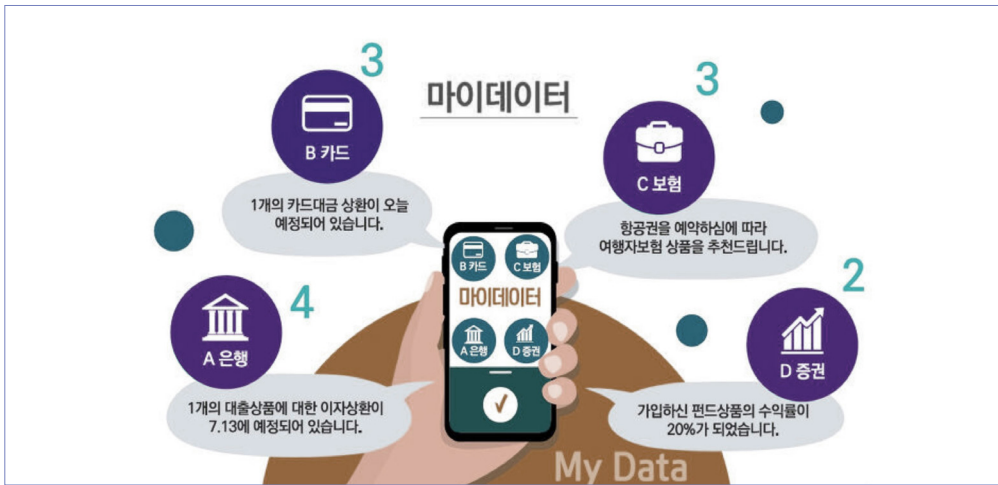 마이데이터
3
B 카드
1개의 카드대금 상환이 오늘
예정되어 있습니다.
3
C 보험
항공권을 예약하심에 따라
여행자보험 상품을 추천드립니다.
4
A 은행
1개의 대출상품에 대한 이자상환이
7.13에 예정되어 있습니다.
2
D 증권
가입하신 펀드상품의 수익률이
20%가 되었습니다.
B 카드
C 보험
마이데이터
A 은행
D 증권
My Data